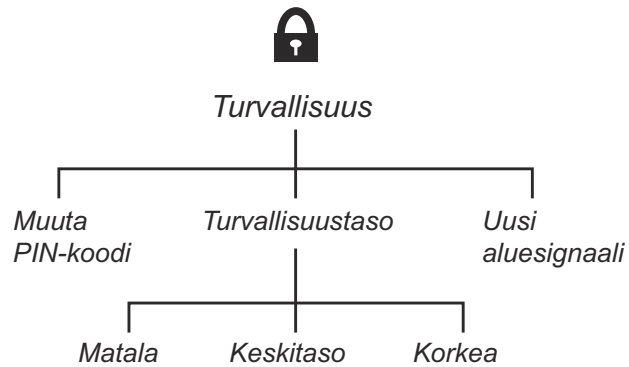 Turvallisuus
Muuta
PIN-koodi
Turvallisuustaso
Uusi
aluesignaali
Matala
Keskitaso
Korkea